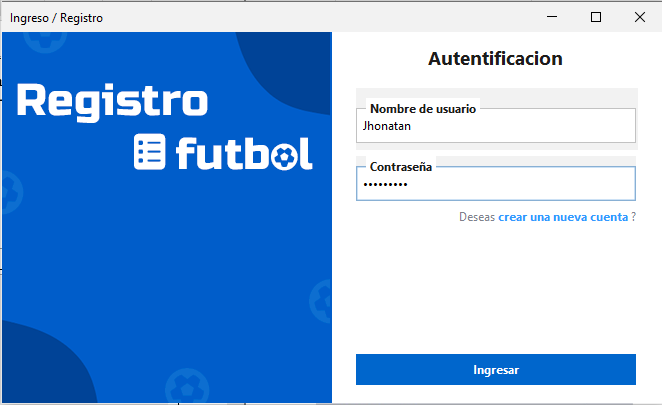 Ingreso / Registro
Registro
futbol
Autentificacion
Nombre de usuario
Jhonatan
Contraseña
•••••••••
Deseas crear una nueva cuenta ?
Ingresar